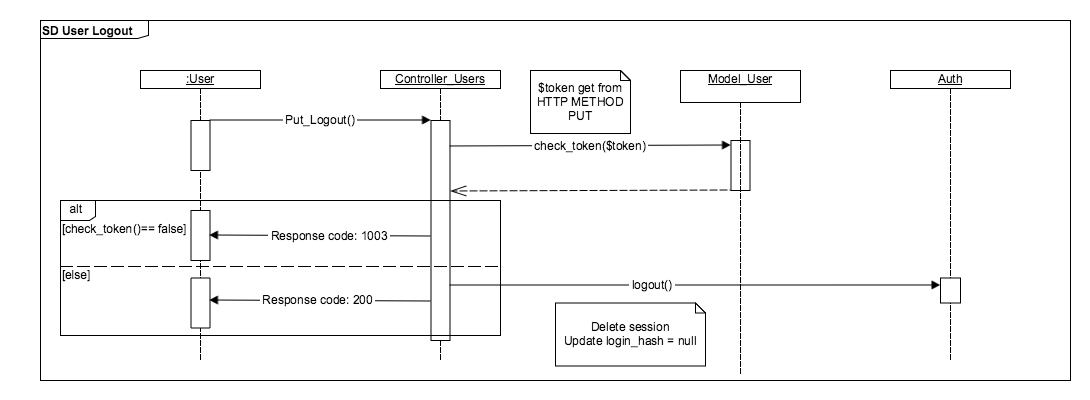 SD User Logout
:User
Controller_Users
Model_User
Auth
$token get from
HTTP METHOD
PUT
Put_Logout()
check_token($token)
alt
[check_token()== false]
Response code: 1003
[else]
logout()
Response code: 200
Delete session
Update login_hash = null